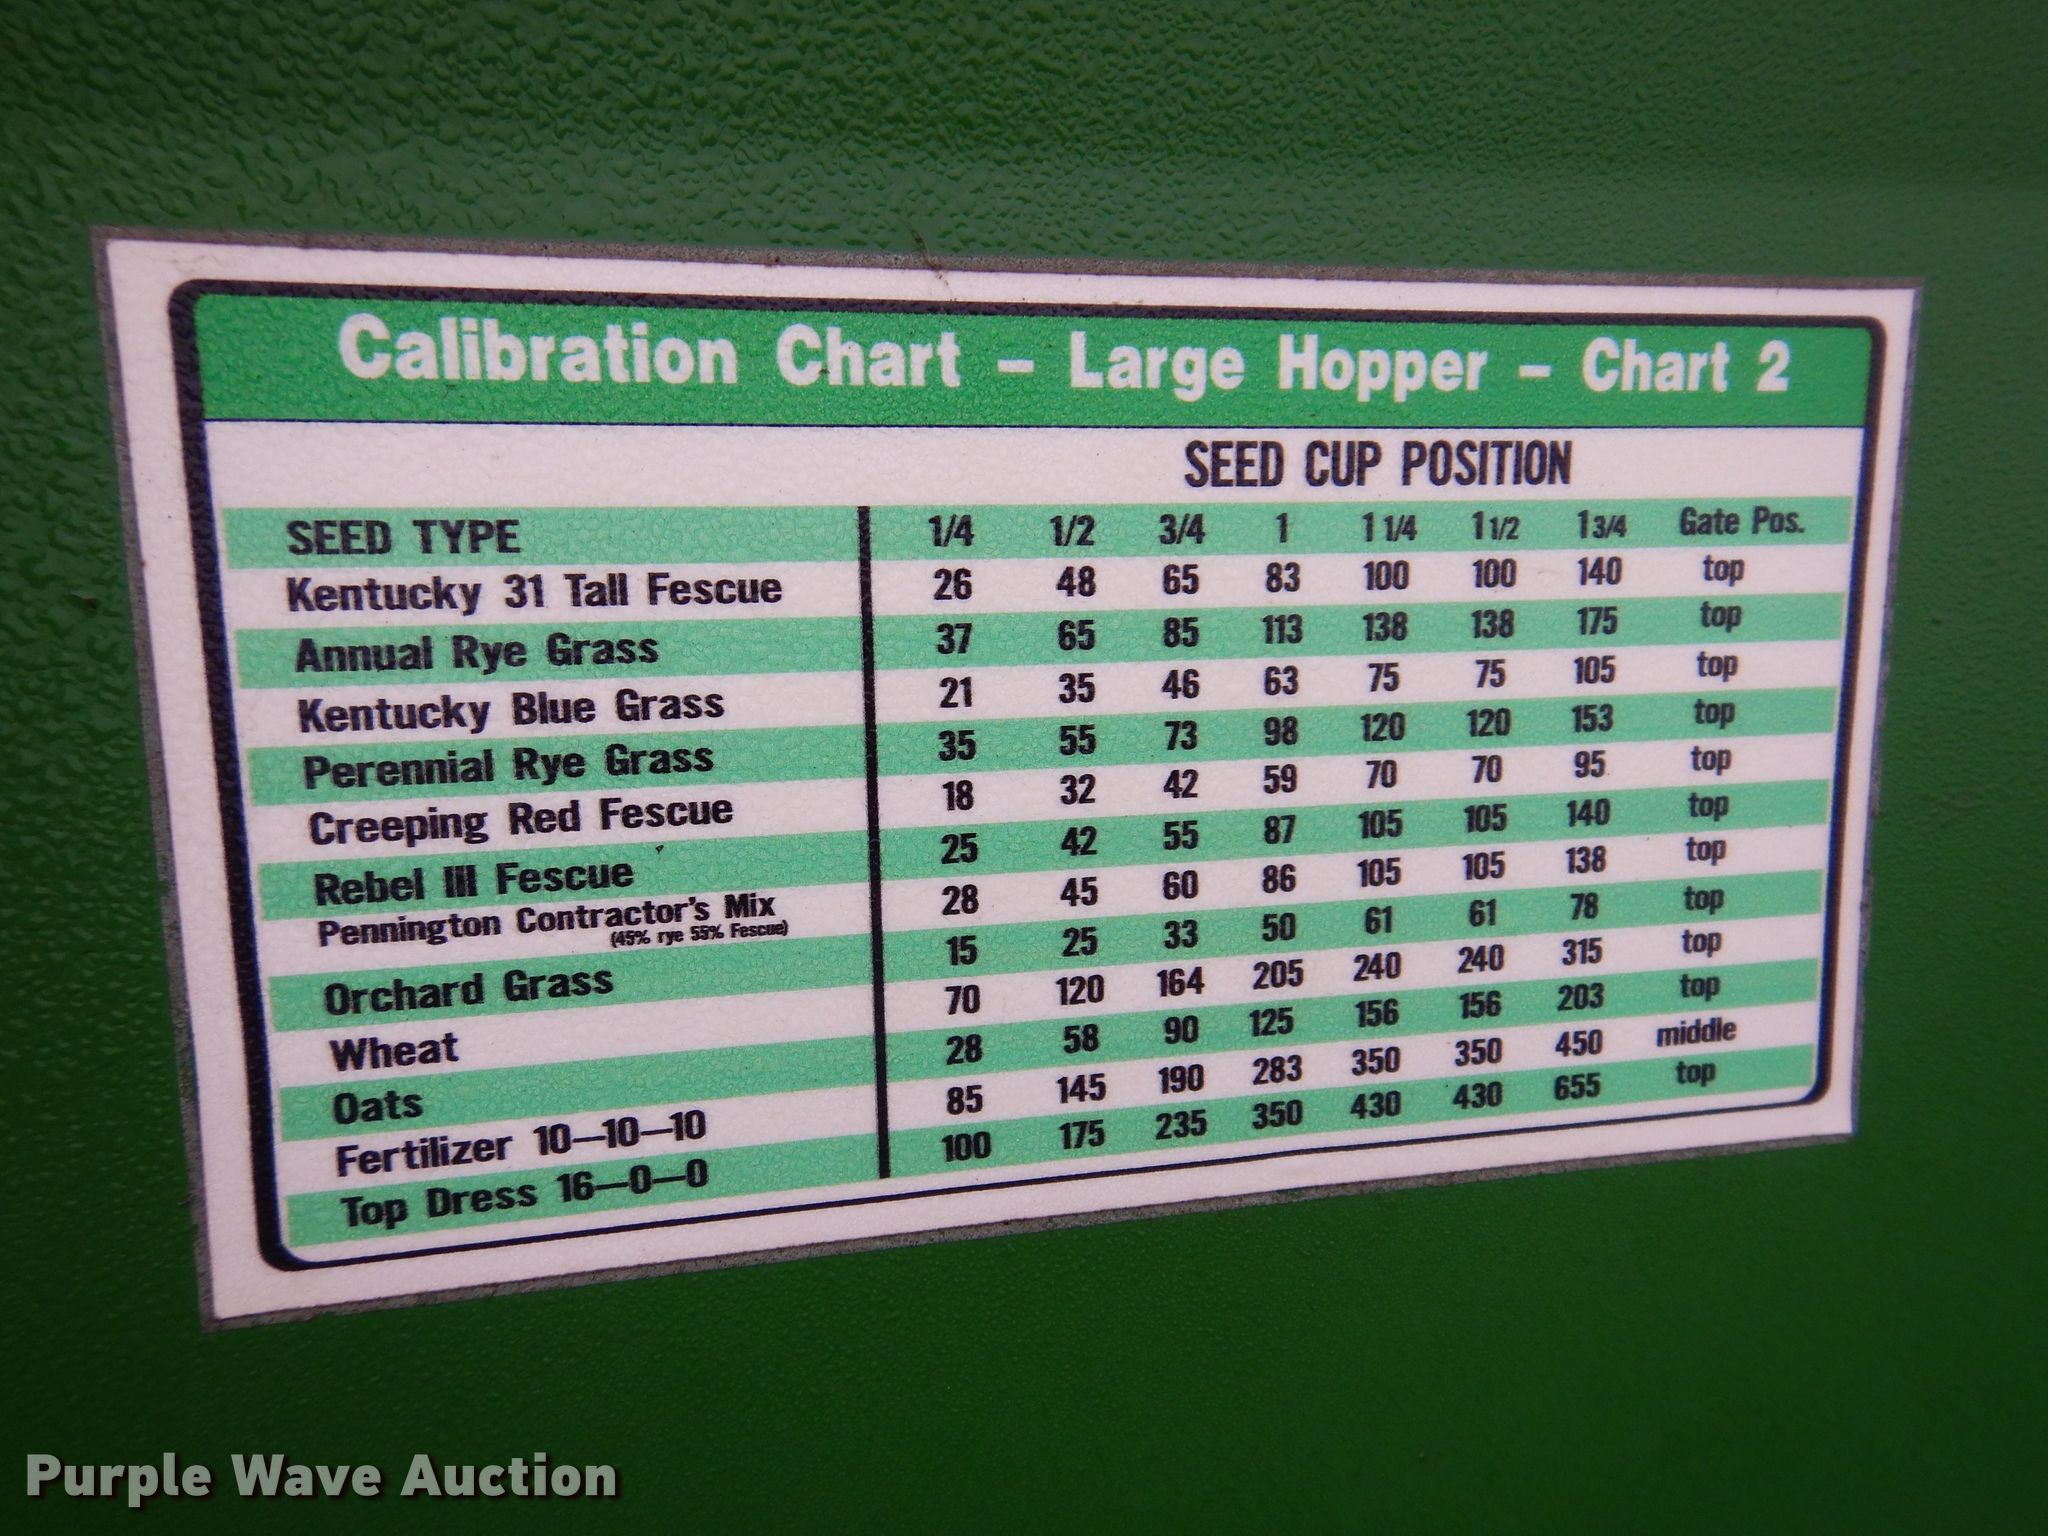 Calibration Chart – Large Hopper – Chart 2
SEED CUP POSITION
SEED TYPE 1/4 1/2 3/4 1 1 1/4 1 1/2 1 3/4 Gate Pos.
Kentucky 31 Tall Fescue 26 48 65 83 100 100 140 top
Annual Rye Grass 37 65 85 113 138 138 175 top
Kentucky Blue Grass 21 35 46 63 75 75 105 top
Perennial Rye Grass 35 55 73 98 120 120 153 top
Creeping Red Fescue 18 32 42 59 70 70 95 top
Rebel III Fescue 25 42 55 87 105 105 140 top
Pennington Contractor's Mix 28 45 60 86 105 105 138 top
(45% rye 55% Fescue)
Orchard Grass 15 25 33 50 61 61 78 top
Wheat 70 120 164 205 240 240 315 top
Oats 28 58 90 125 156 156 203 top
Fertilizer 10–10–10 85 145 190 283 350 350 450 middle
Top Dress 16–0–0 100 175 235 350 430 430 655 top
Purple Wave Auction